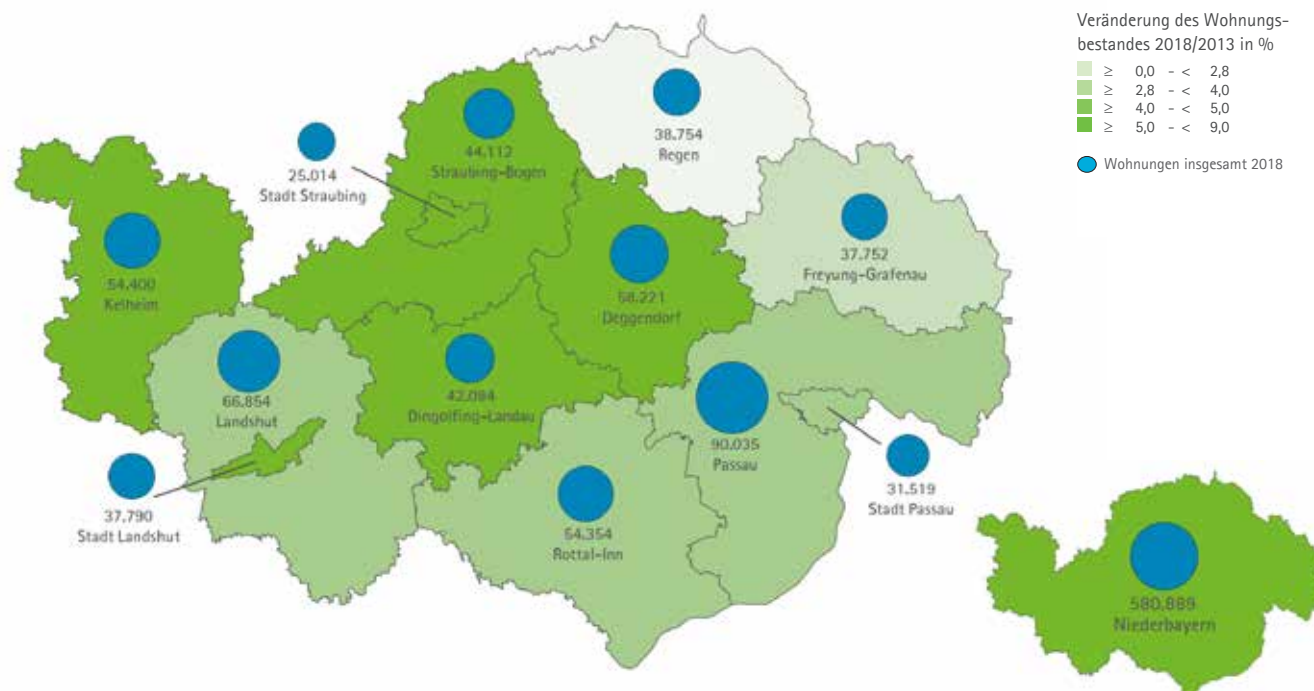 Veränderung des Wohnungs-
bestandes 2018/2013 in %
≥ 0,0 - < 2,8
≥ 2,8 - < 4,0
≥ 4,0 - < 5,0
≥ 5,0 - < 9,0
Wohnungen insgesamt 2018
38.754
Regen
44.112
Straubing-Bogen
25.014
Stadt Straubing
37.752
Freyung-Grafenau
54.400
Kelheim
58.221
Deggendorf
66.854
Landshut
42.084
Dingolfing-Landau
90.035
Passau
31.519
Stadt Passau
37.790
Stadt Landshut
54.354
Rottal-Inn
580.889
Niederbayern